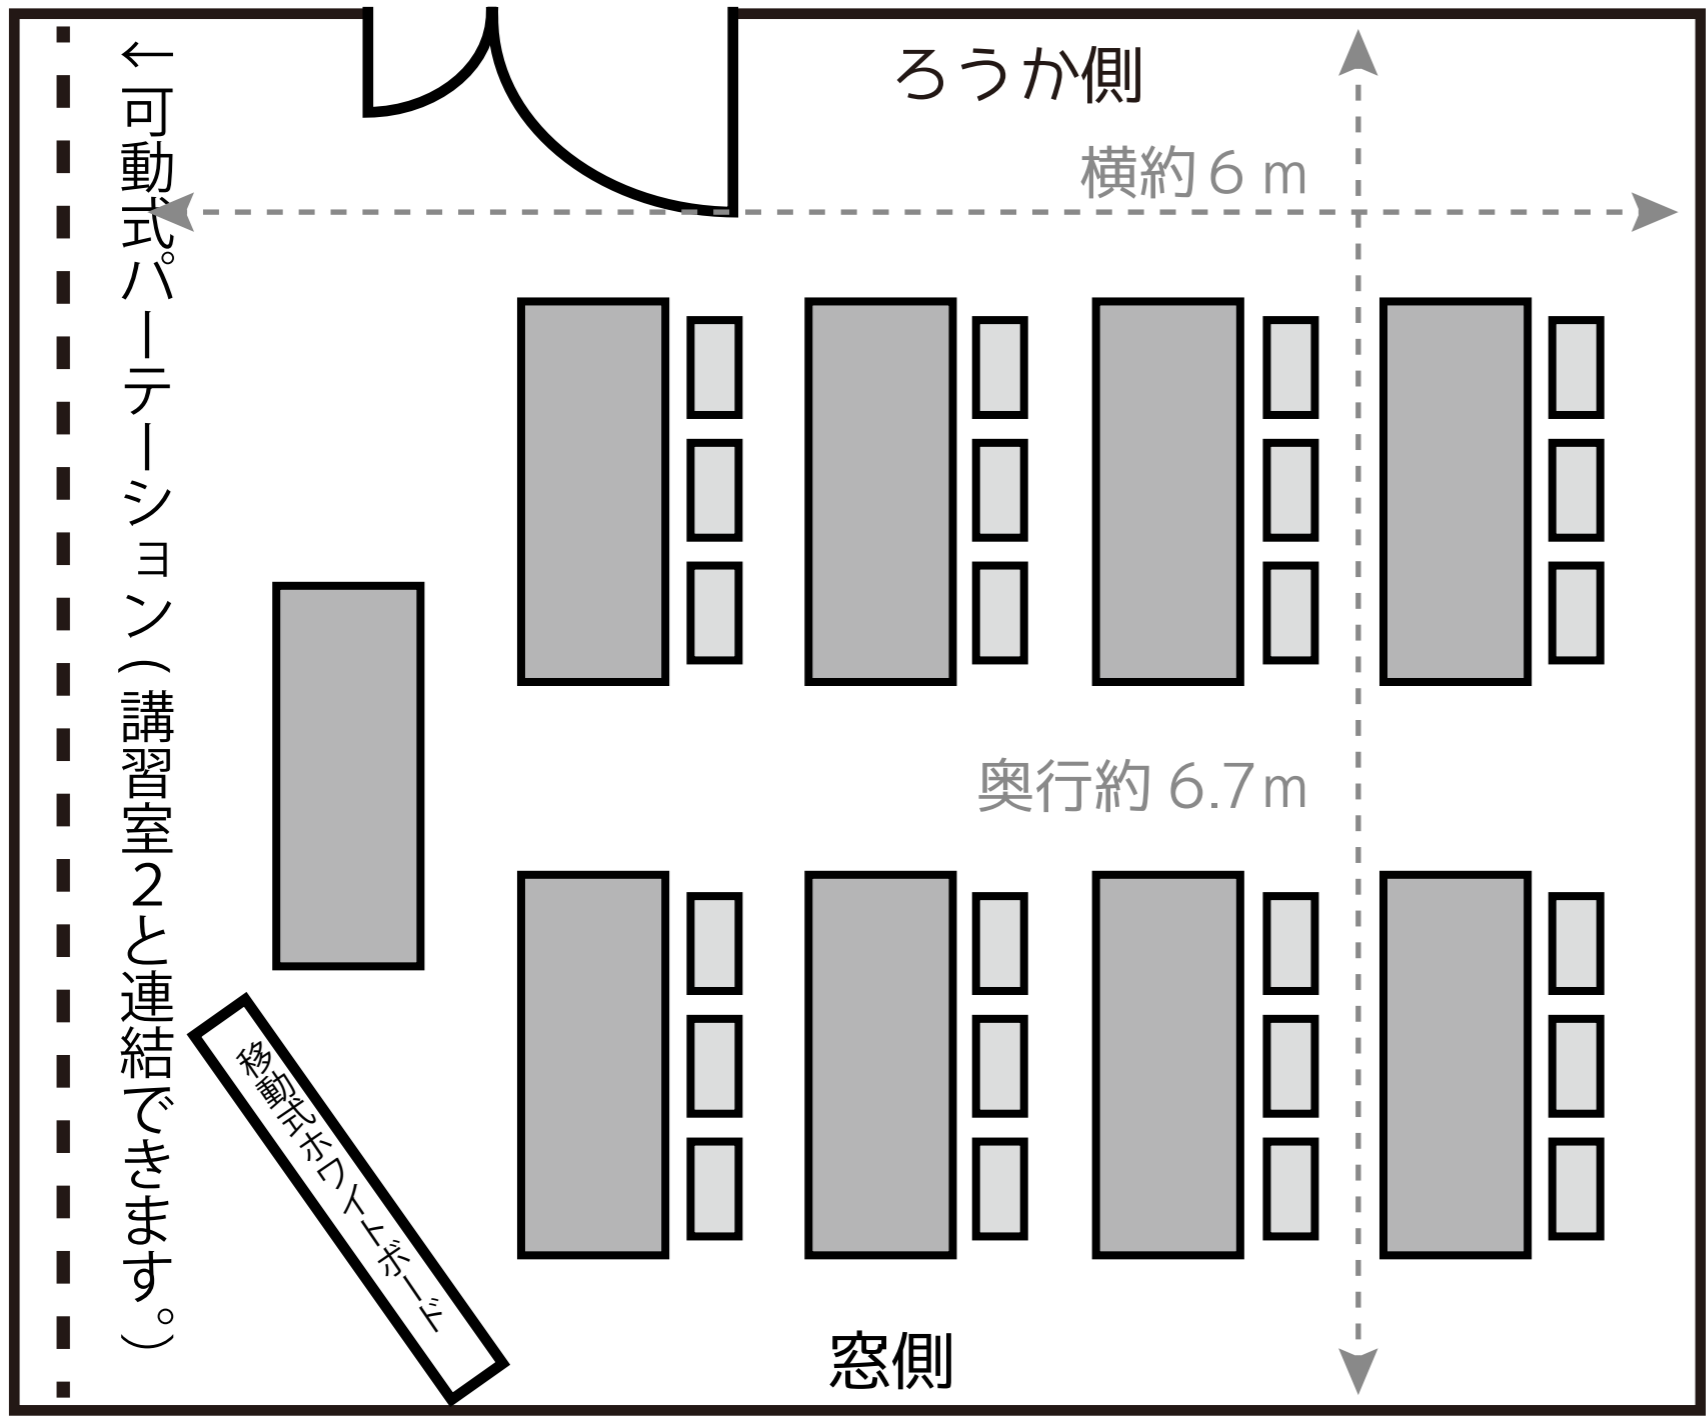 ろうか側
横約6m
←可動式パーテーション(講習室2と連結できます。)
奥行約6.7m
移動式ホワイトボード
窓側